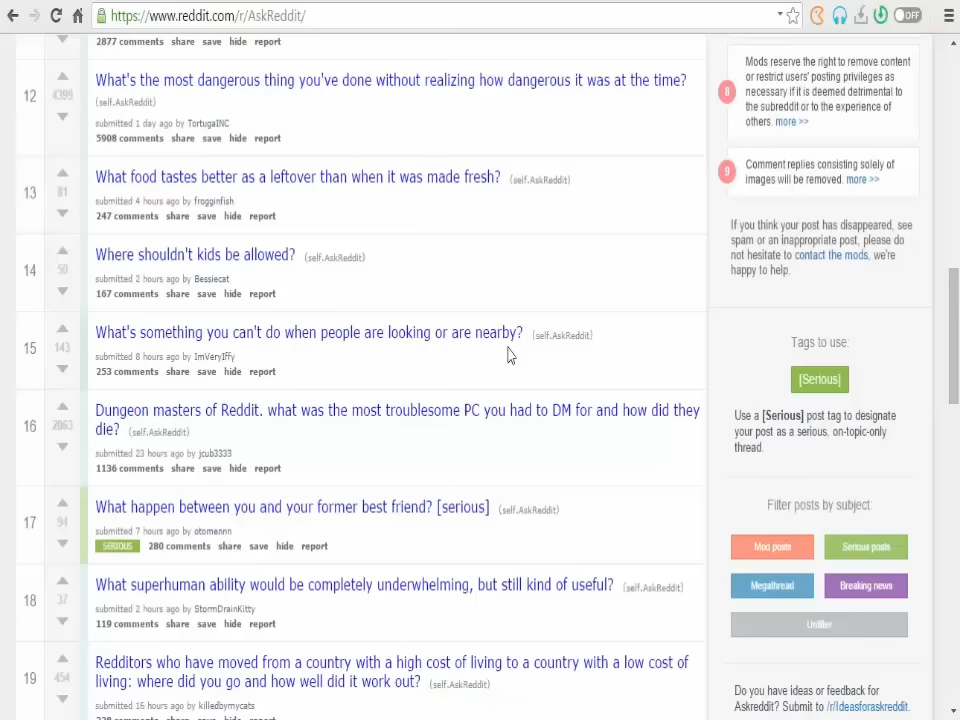 https://www.reddit.com/r/AskReddit/
OFF
2877 comments share save hide report
12
4399
What's the most dangerous thing you've done without realizing how dangerous it was at the time?
(self.AskReddit)
submitted 1 day ago by TortugaINC
5908 comments share save hide report
13
81
What food tastes better as a leftover than when it was made fresh? (self.AskReddit)
submitted 4 hours ago by frogginfish
247 comments share save hide report
14
50
Where shouldn't kids be allowed? (self.AskReddit)
submitted 2 hours ago by Bessiecat
167 comments share save hide report
15
143
What's something you can't do when people are looking or are nearby? (self.AskReddit)
submitted 8 hours ago by ImVeryIffy
253 comments share save hide report
16
2063
Dungeon masters of Reddit. what was the most troublesome PC you had to DM for and how did they
die? (self.AskReddit)
submitted 23 hours ago by jcub3333
1136 comments share save hide report
17
94
What happen between you and your former best friend? [serious] (self.AskReddit)
submitted 7 hours ago by otomennn
SERIOUS 280 comments share save hide report
18
37
What superhuman ability would be completely underwhelming, but still kind of useful? (self.AskReddit)
submitted 2 hours ago by StormDrainKitty
119 comments share save hide report
19
454
Redditors who have moved from a country with a high cost of living to a country with a low cost of
living: where did you go and how well did it work out? (self.AskReddit)
submitted 16 hours ago by killedbymycats
8
Mods reserve the right to remove content
or restrict users' posting privileges as
necessary if it is deemed detrimental to
the subreddit or to the experience of
others. more >>
9
Comment replies consisting solely of
images will be removed. more >>
If you think your post has disappeared, see
spam or an inappropriate post, please do
not hesitate to contact the mods, we're
happy to help.
Tags to use:
[Serious]
Use a [Serious] post tag to designate
your post as a serious, on-topic-only
thread.
Filter posts by subject:
Mod posts
Serious posts
Megathread
Breaking news
Unfilter
Do you have ideas or feedback for
Askreddit? Submit to /r/Ideasforaskreddit.